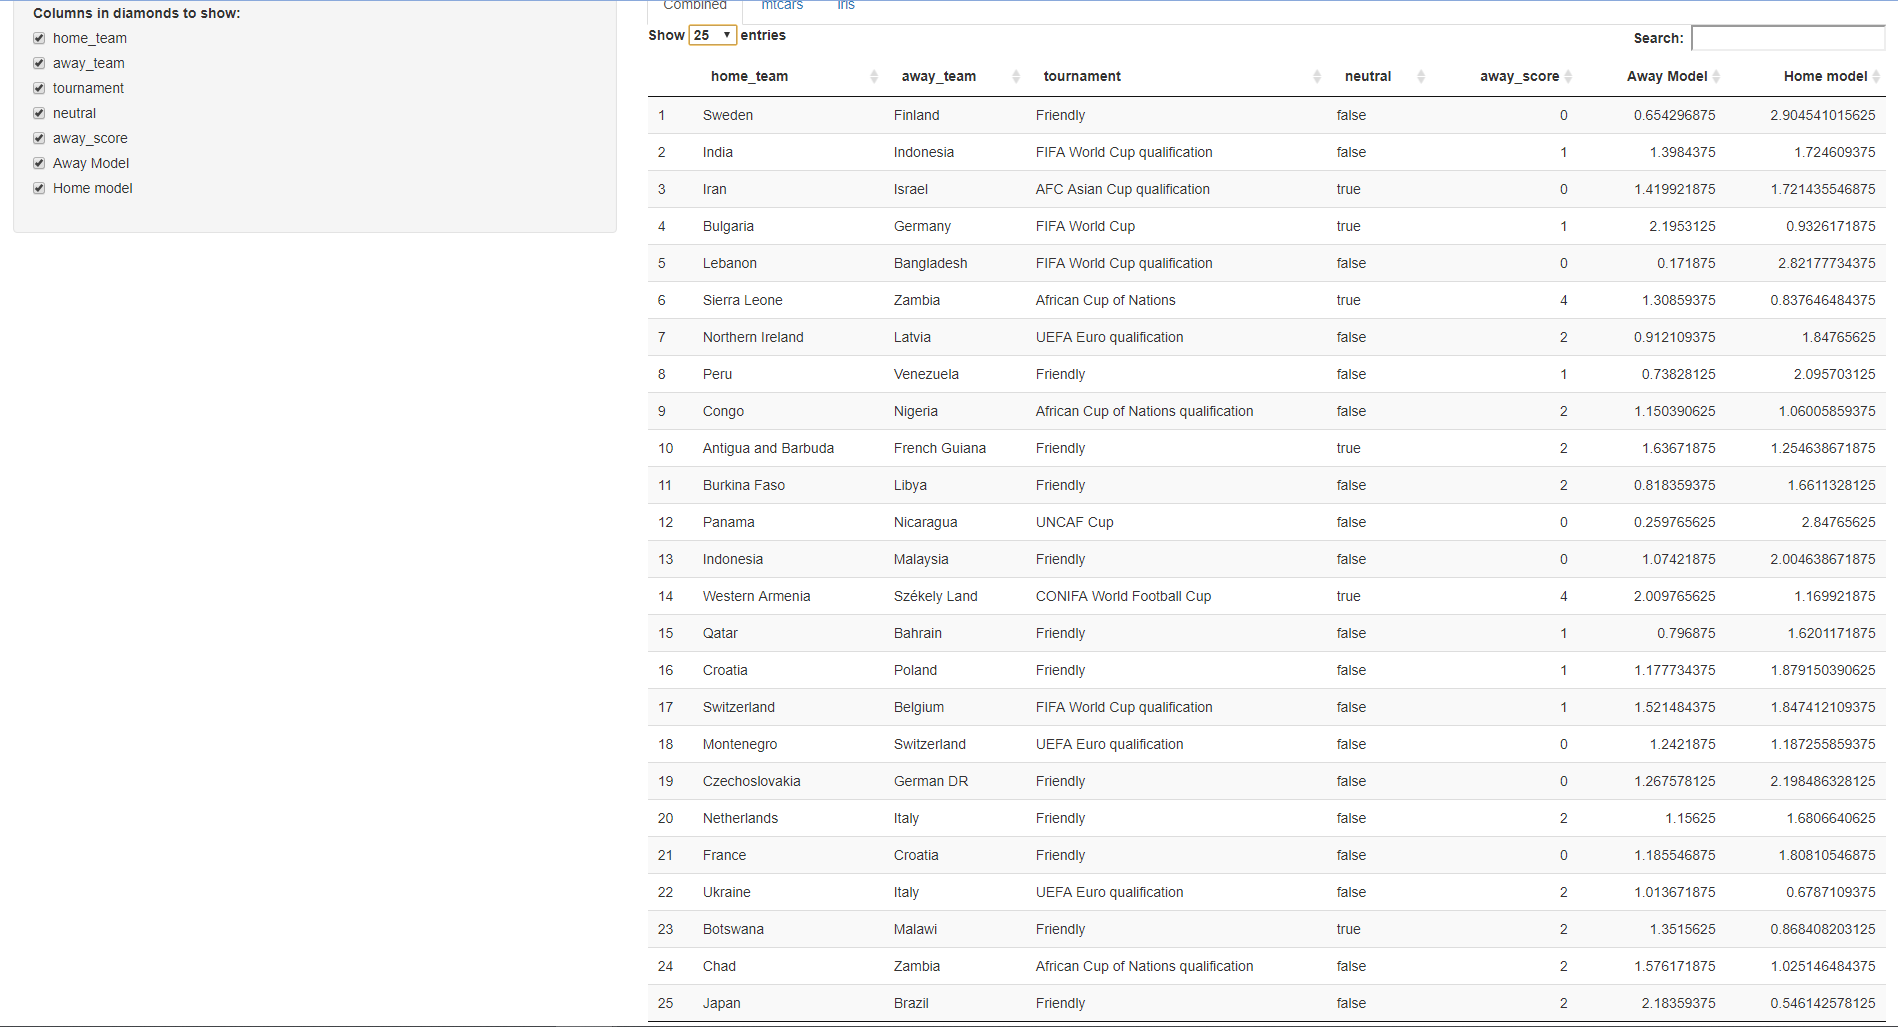 Columns in diamonds to show:
home_team
away_team
tournament
neutral
away_score
Away Model
Home model
Combined mtcars iris
Show 25 entries
Search:
home_team away_team tournament neutral away_score Away Model Home model
1 Sweden Finland Friendly false 0 0.654296875 2.904541015625
2 India Indonesia FIFA World Cup qualification false 1 1.3984375 1.724609375
3 Iran Israel AFC Asian Cup qualification true 0 1.419921875 1.721435546875
4 Bulgaria Germany FIFA World Cup true 1 2.1953125 0.9326171875
5 Lebanon Bangladesh FIFA World Cup qualification false 0 0.171875 2.82177734375
6 Sierra Leone Zambia African Cup of Nations true 4 1.30859375 0.837646484375
7 Northern Ireland Latvia UEFA Euro qualification false 2 0.912109375 1.84765625
8 Peru Venezuela Friendly false 1 0.73828125 2.095703125
9 Congo Nigeria African Cup of Nations qualification false 2 1.150390625 1.06005859375
10 Antigua and Barbuda French Guiana Friendly true 2 1.63671875 1.254638671875
11 Burkina Faso Libya Friendly false 2 0.818359375 1.6611328125
12 Panama Nicaragua UNCAF Cup false 0 0.259765625 2.84765625
13 Indonesia Malaysia Friendly false 0 1.07421875 2.004638671875
14 Western Armenia Székely Land CONIFA World Football Cup true 4 2.009765625 1.169921875
15 Qatar Bahrain Friendly false 1 0.796875 1.6201171875
16 Croatia Poland Friendly false 1 1.177734375 1.879150390625
17 Switzerland Belgium FIFA World Cup qualification false 1 1.521484375 1.847412109375
18 Montenegro Switzerland UEFA Euro qualification false 0 1.2421875 1.187255859375
19 Czechoslovakia German DR Friendly false 0 1.267578125 2.198486328125
20 Netherlands Italy Friendly false 2 1.15625 1.6806640625
21 France Croatia Friendly false 0 1.185546875 1.80810546875
22 Ukraine Italy UEFA Euro qualification false 2 1.013671875 0.6787109375
23 Botswana Malawi Friendly true 2 1.3515625 0.868408203125
24 Chad Zambia African Cup of Nations qualification false 2 1.576171875 1.025146484375
25 Japan Brazil Friendly false 2 2.18359375 0.546142578125